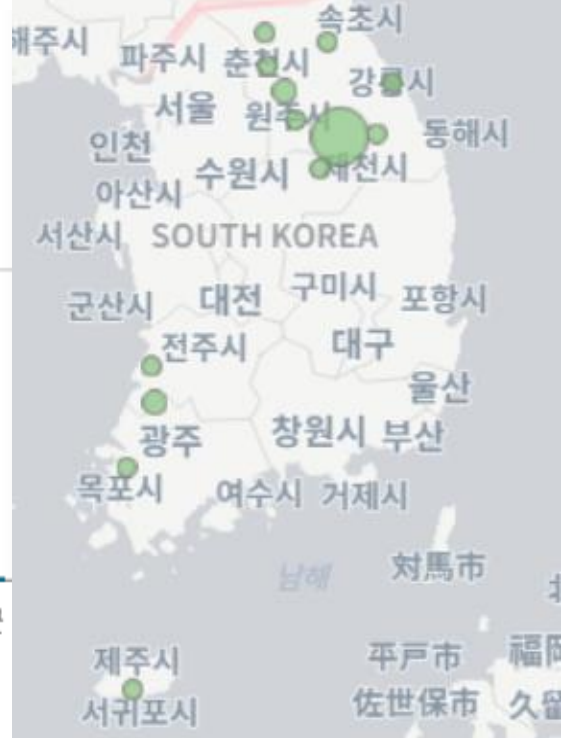 속초시
해주시
파주시 춘천시
강릉시
서울 원주시
인천
동해시
수원시 제천시
아산시
서산시 SOUTH KOREA
군산시 대전 구미시 포항시
전주시 대구
울산
광주 창원시 부산
목포시 여수시 거제시
남해 対馬市
제주시 平戸市 福岡
서귀포시 佐世保市 久留